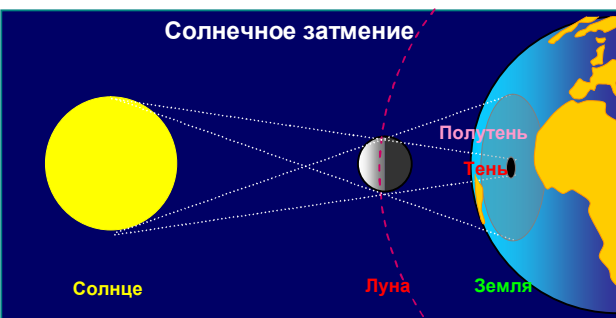 Солнечное затмение
Полутень
Тень
Солнце
Луна
Земля